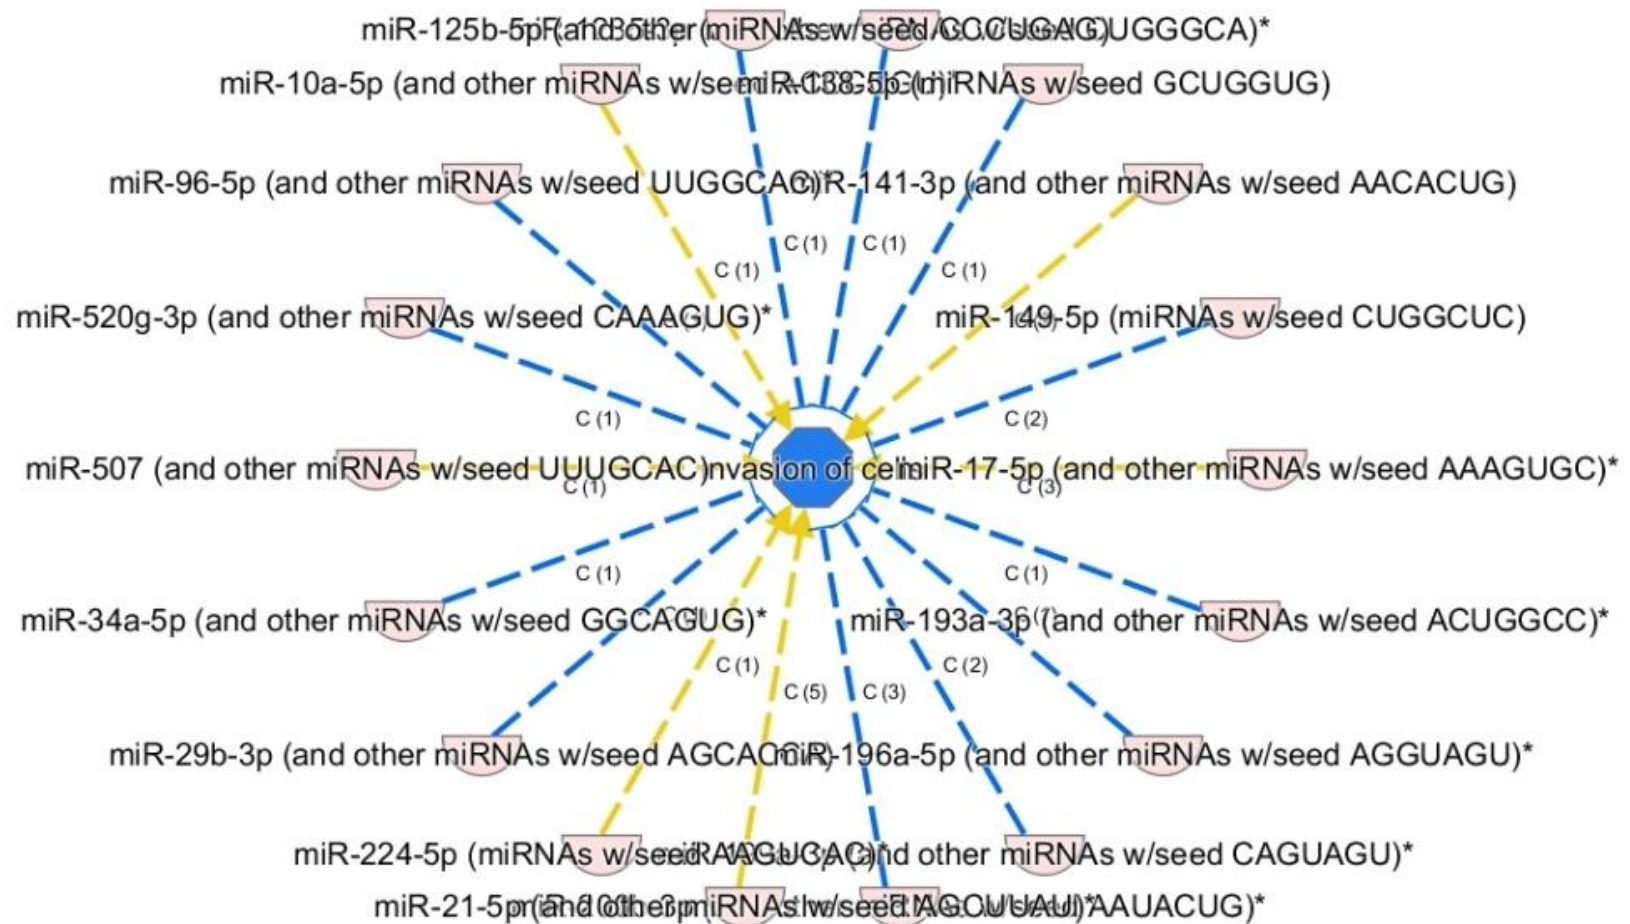 miR-125b-5p (and other miRNAs w/seed CCCUGAG) UGGGCA)*
miR-10a-5p (and other miRNAs w/seed miR-138-5p (miRNAs w/seed GCUGGUG)
miR-96-5p (and other miRNAs w/seed UUGGCAC)* miR-141-3p (and other miRNAs w/seed AACACUG)
C (1) C (1)
C (1) C (1)
miR-520g-3p (and other miRNAs w/seed CAAAGUG)* miR-149-5p (miRNAs w/seed CUGGCUC)
C (1) C (2)
miR-507 (and other miRNAs w/seed UUUGCAC) invasion of cells miR-17-5p (and other miRNAs w/seed AAAGUGC)*
C (1) C (3)
C (1) C (1)
miR-34a-5p (and other miRNAs w/seed GGCAGUG)* miR-193a-3p (and other miRNAs w/seed ACUGGCC)*
C (1) C (2)
C (5) C (3)
miR-29b-3p (and other miRNAs w/seed AGCACCA) miR-196a-5p (and other miRNAs w/seed AGGUAGU)*
miR-224-5p (miRNAs w/seed AAGUCAC)* and other miRNAs w/seed CAGUAGU)*
miR-21-5p (and other miRNAs w/seed AGCUUAU)* AAUACUG)*